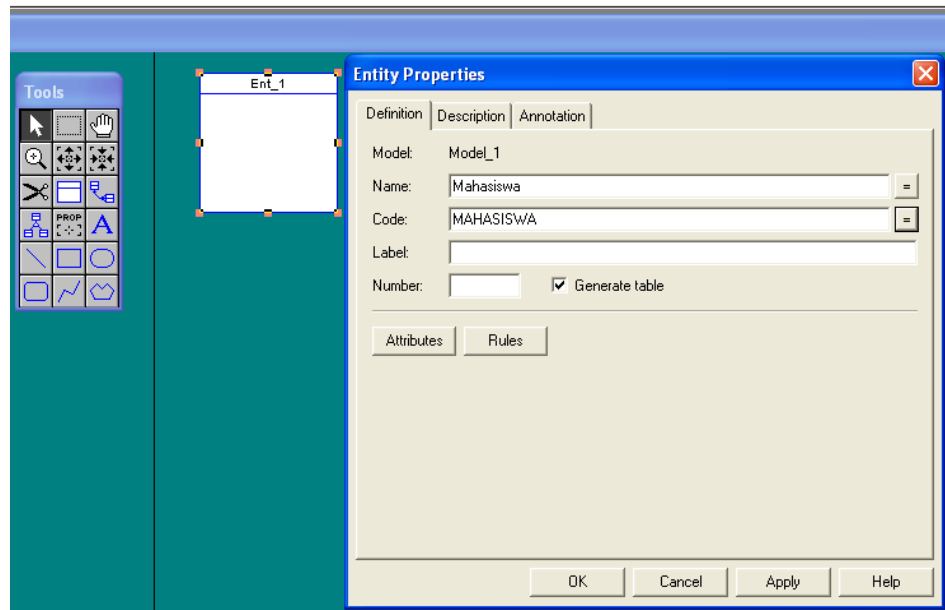 Tools
PROP
A
Ent_1
Entity Properties
Definition Description Annotation
Model: Model_1
Name: Mahasiswa =
Code: MAHASISWA =
Label:
Number: Generate table
Attributes Rules
OK Cancel Apply Help